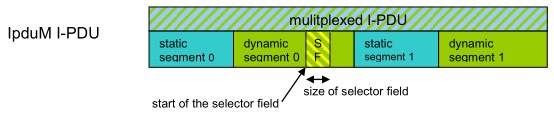 mulitplexed I-PDU
IpduM I-PDU
static segment 0
dynamic segment 0
S F
static segment 1
dynamic segment 1
start of the selector field
size of selector field